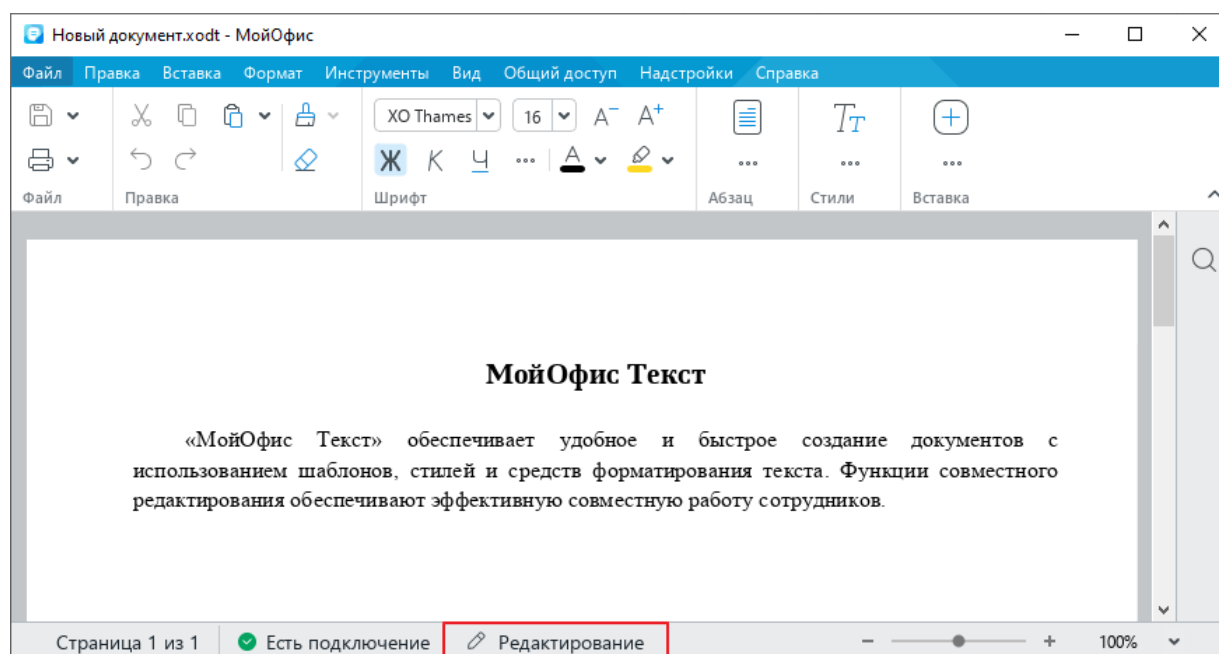 Новый документ.xodt - МойОфис
Файл Правка Вставка Формат Инструменты Вид Общий доступ Надстройки Справка
XO Thames 16 A− A+ Tт
Ж К Ч A
Файл Правка Шрифт Абзац Стили Вставка
МойОфис Текст
«МойОфис Текст» обеспечивает удобное и быстрое создание документов с
использованием шаблонов, стилей и средств форматирования текста. Функции совместного
редактирования обеспечивают эффективную совместную работу сотрудников.
Страница 1 из 1 Есть подключение Редактирование − + 100%